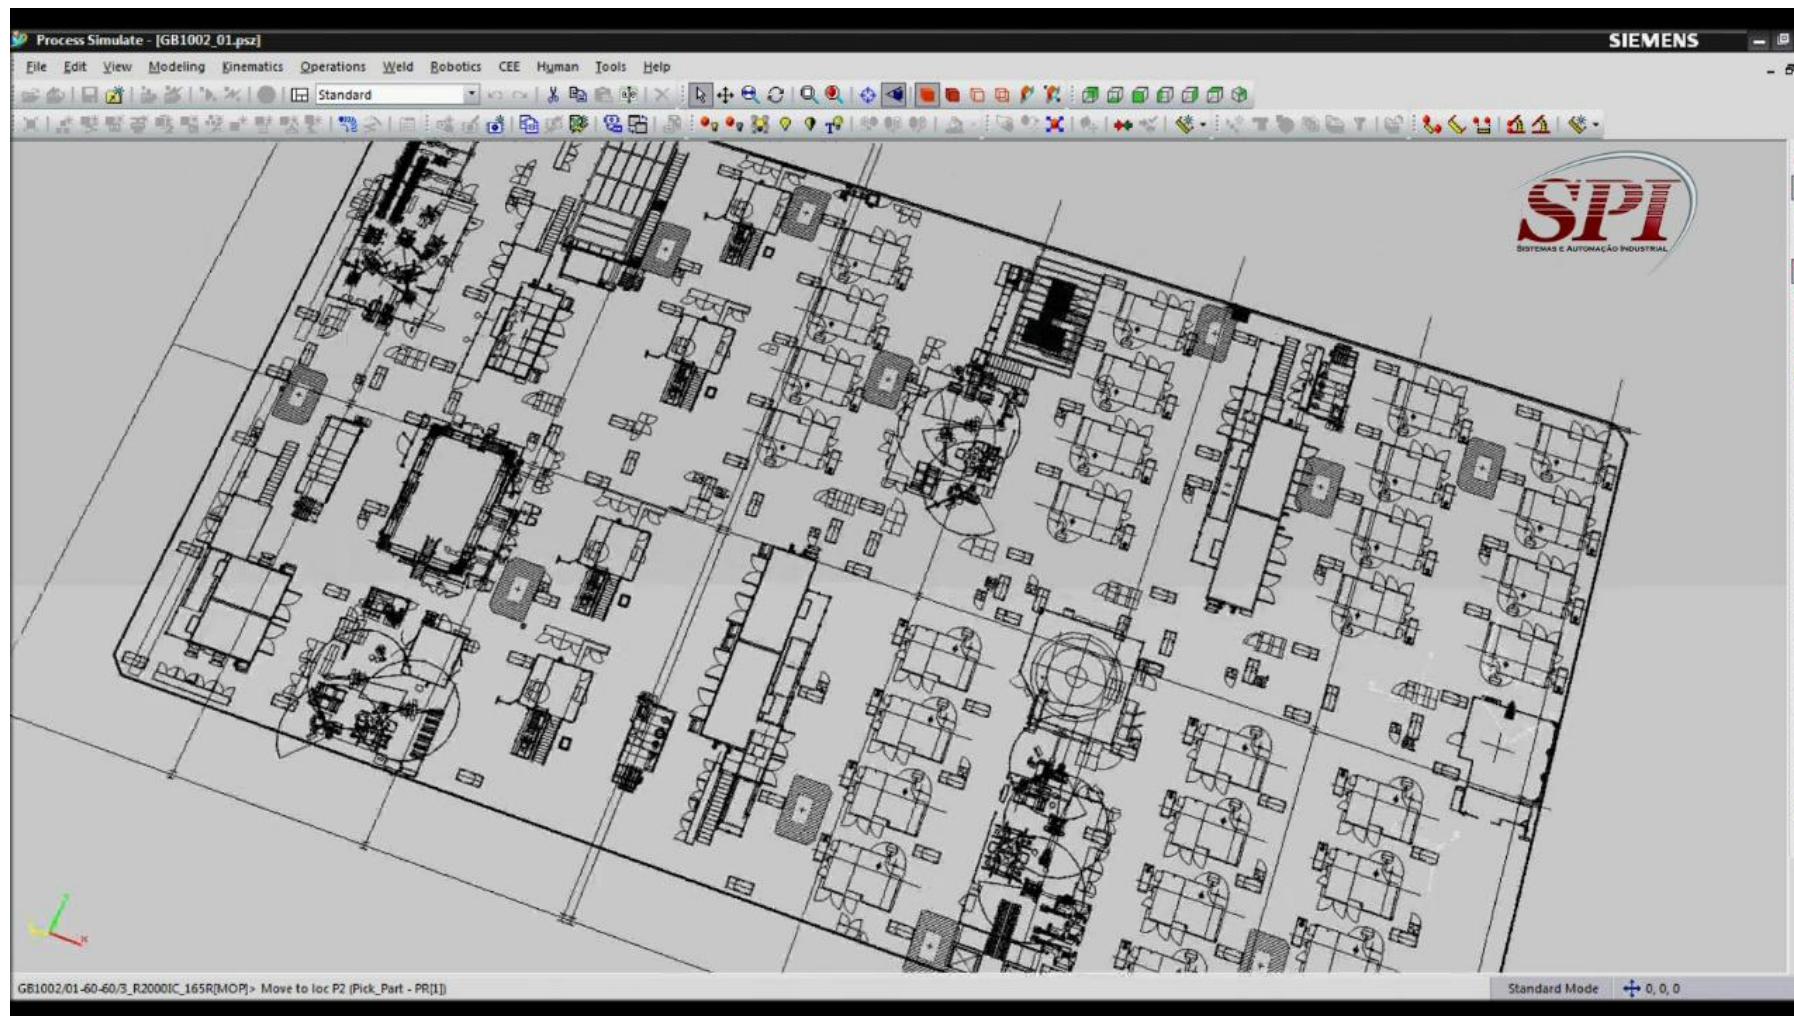 Process Simulate - [GB1002_01.psz]
SIEMENS
File Edit View Modeling Kinematics Operations Weld Robotics CEE Human Tools Help
Standard
SPI
SISTEMAS E AUTOMAÇÃO INDUSTRIAL
GB1002/01-60-60/3_R2000IC_165R[MOP]> Move to loc P2 (Pick_Part - PR[1])
Standard Mode
0, 0, 0